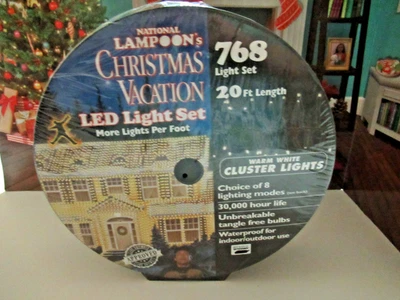 NATIONAL
LAMPOON's
CHRISTMAS
VACATION
LED Light Set
More Lights Per Foot
768
Light Set
20 Ft Length
WARM WHITE
CLUSTER LIGHTS
Choice of 8
lighting modes
30,000 hour life
Unbreakable
tangle free bulbs
Waterproof for
indoor/outdoor use
APPROVED